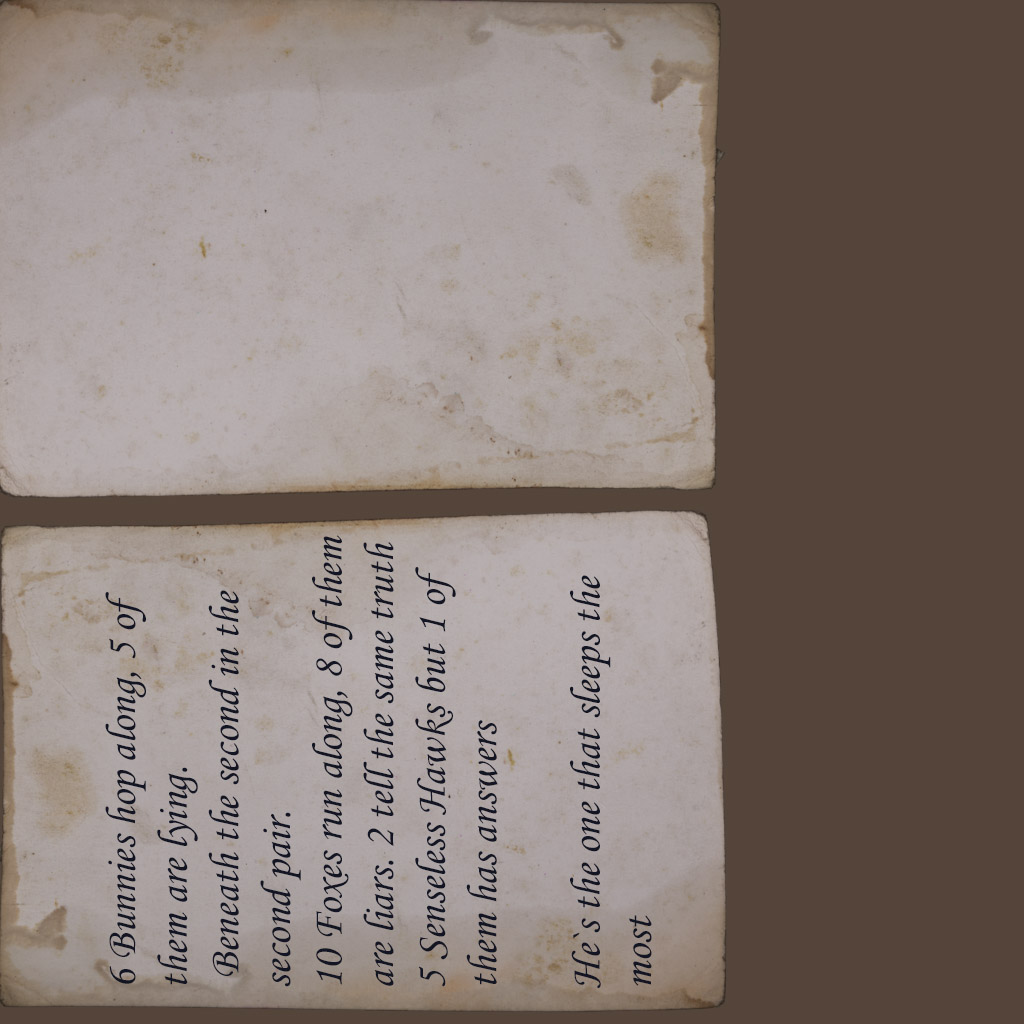 6 Bunnies hop along, 5 of
them are lying.
Beneath the second in the
second pair.
10 Foxes run along, 8 of them
are liars. 2 tell the same truth
5 Senseless Hawks but 1 of
them has answers
He`s the one that sleeps the
most